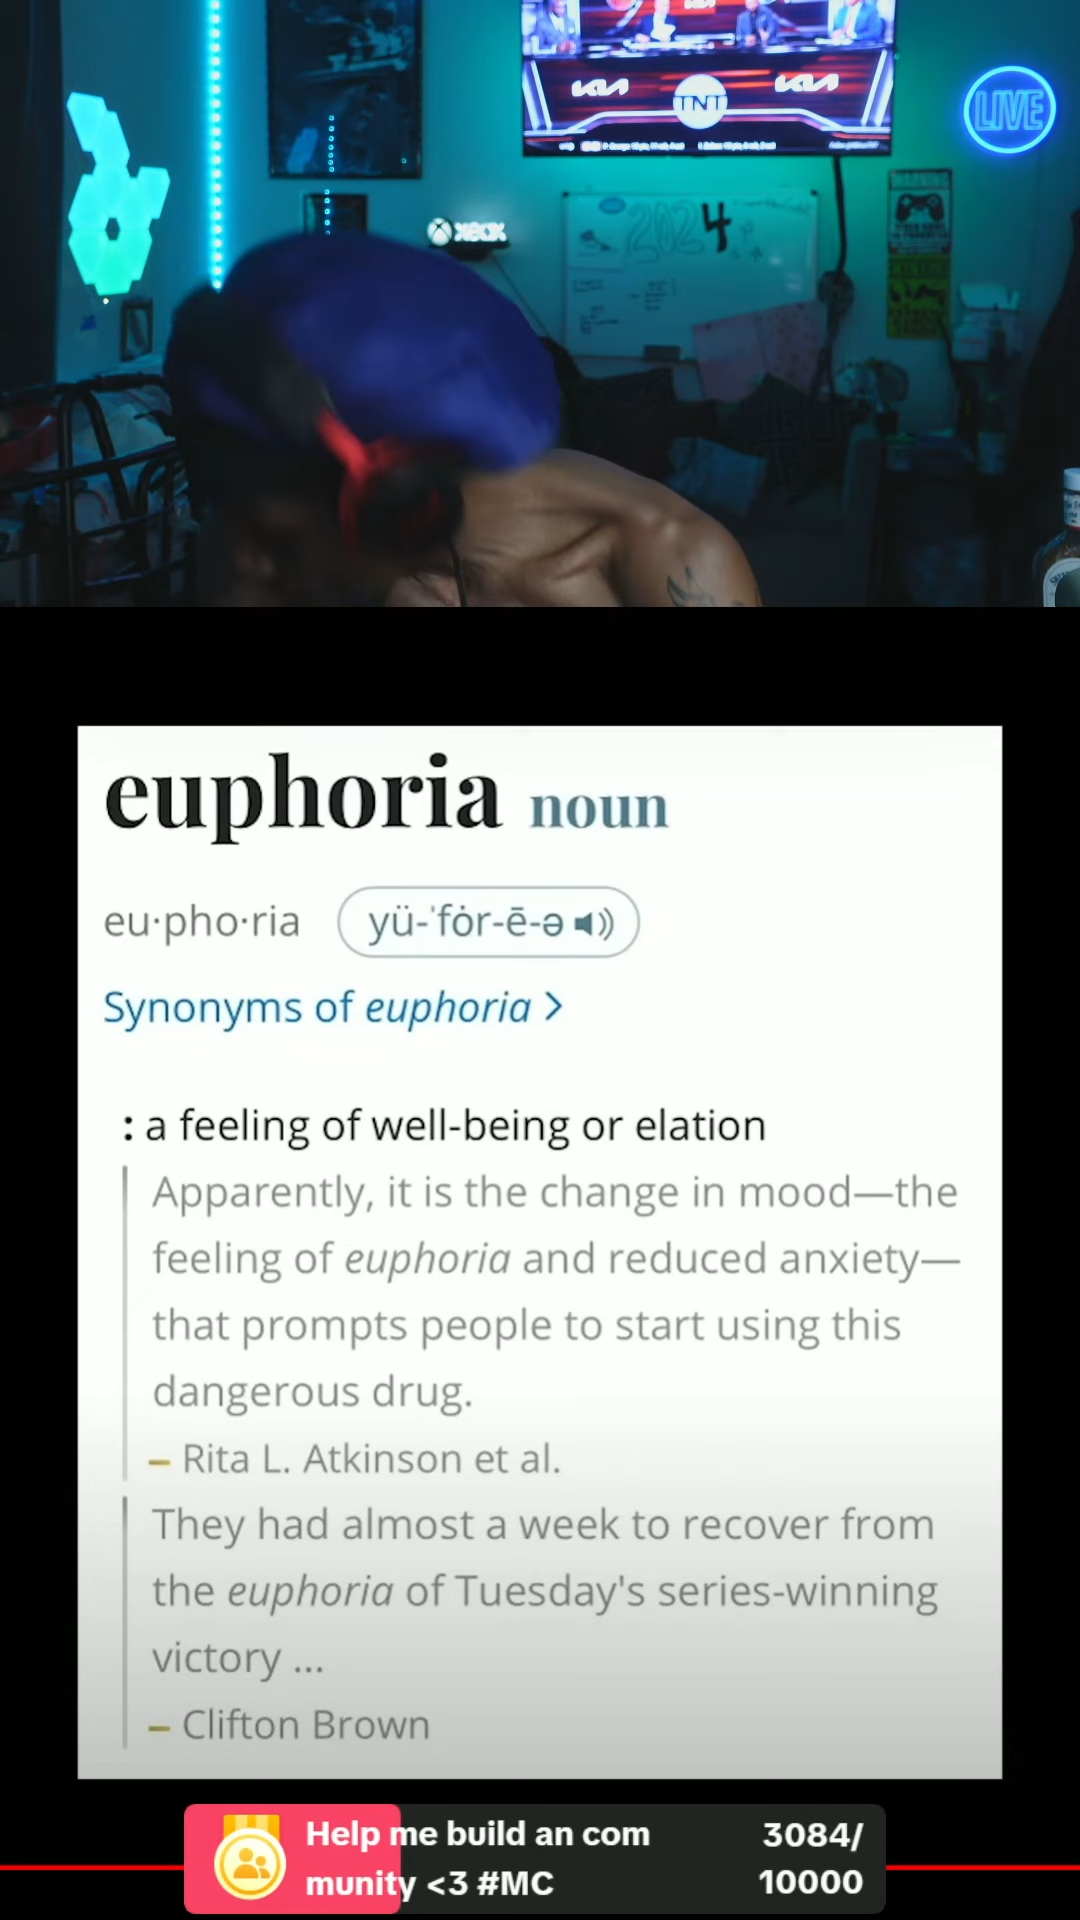 KIA
TNT
KIA
LIVE
XBOX
2024
euphoria noun
eu·pho·ria yü-ˈfȯr-ē-ə
Synonyms of euphoria >
: a feeling of well-being or elation
Apparently, it is the change in mood—the
feeling of euphoria and reduced anxiety—
that prompts people to start using this
dangerous drug.
– Rita L. Atkinson et al.
They had almost a week to recover from
the euphoria of Tuesday's series-winning
victory ...
– Clifton Brown
Help me build an com
munity <3 #MC
3084/
10000